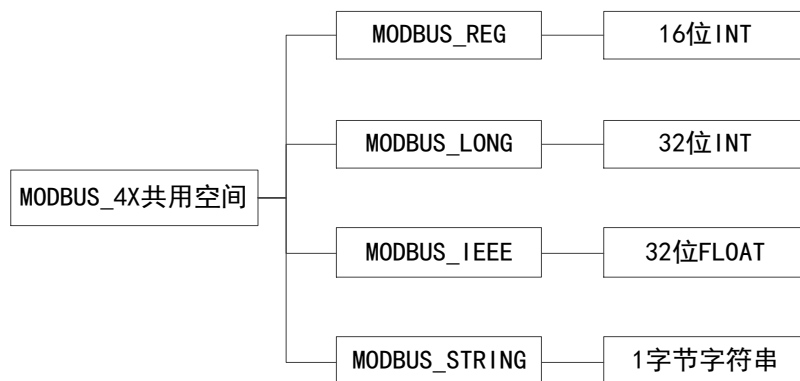 MODBUS_REG
16位INT
MODBUS_LONG
32位INT
MODBUS_4X共用空间
MODBUS_IEEE
32位FLOAT
MODBUS_STRING
1字节字符串